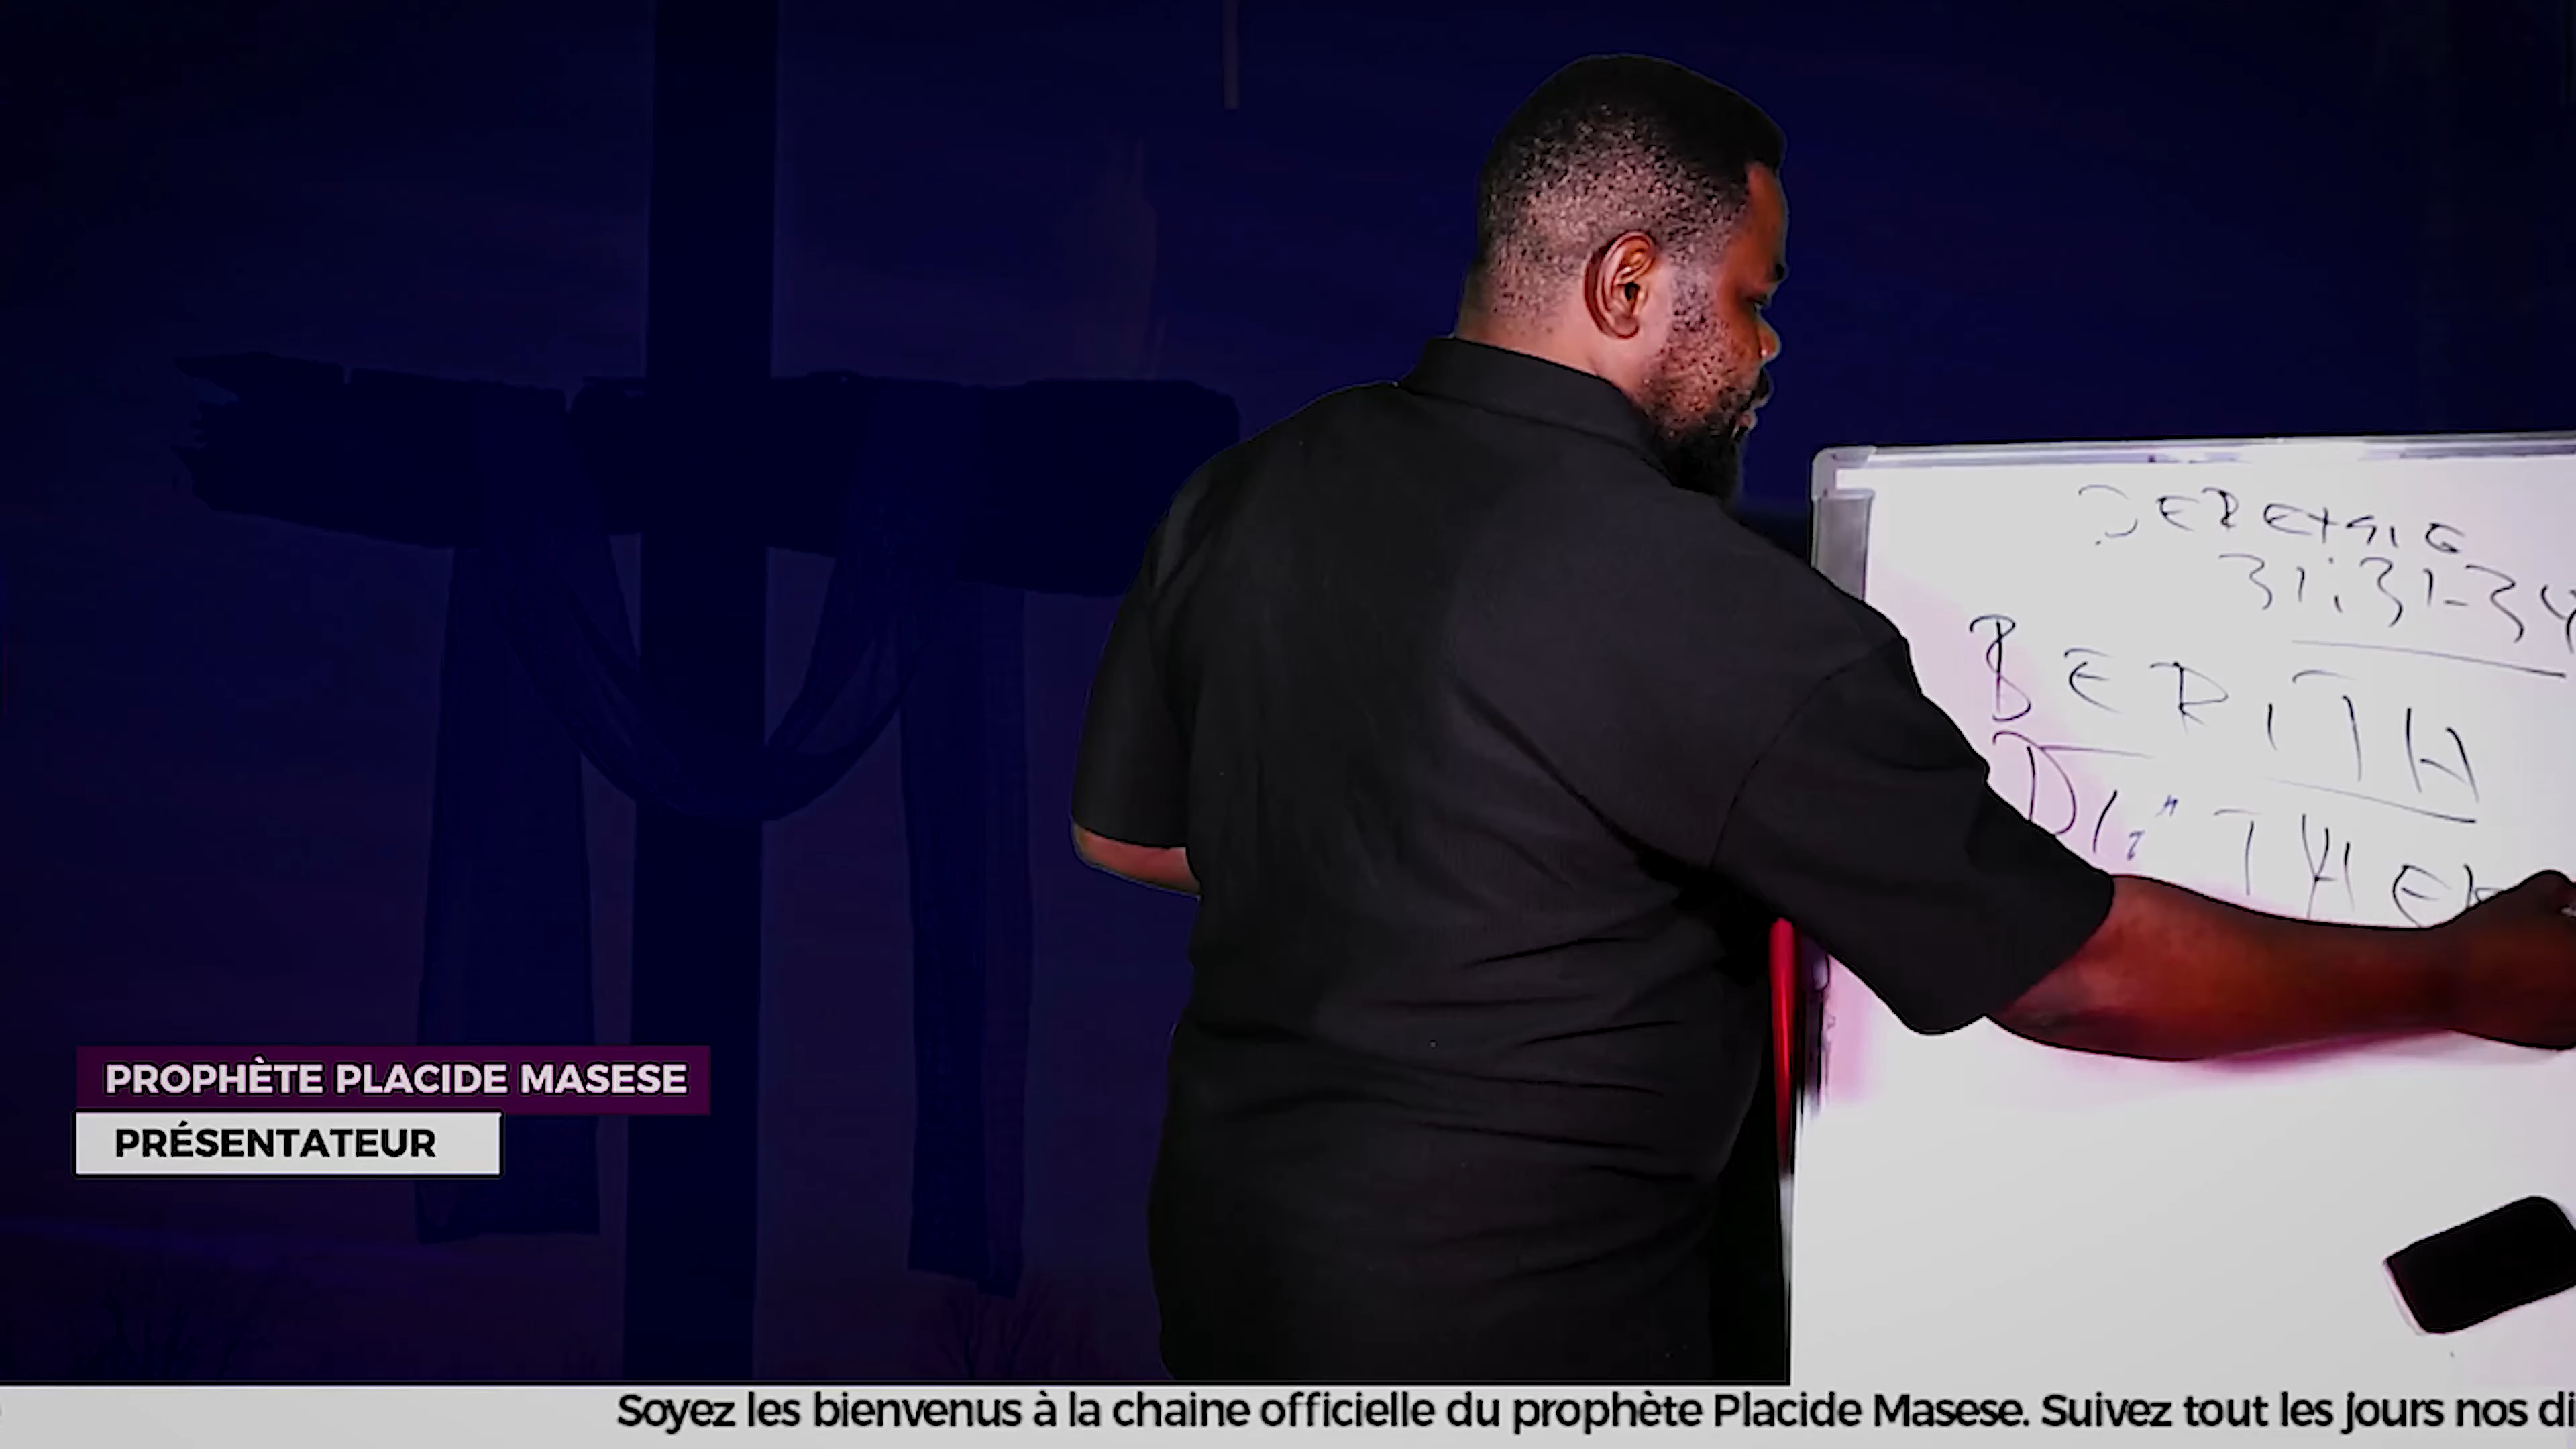 JEREMIE
31:31-34
BERITH
PROPHÈTE PLACIDE MASESE
PRÉSENTATEUR
Soyez les bienvenus à la chaine officielle du prophète Placide Masese. Suivez tout les jours nos di